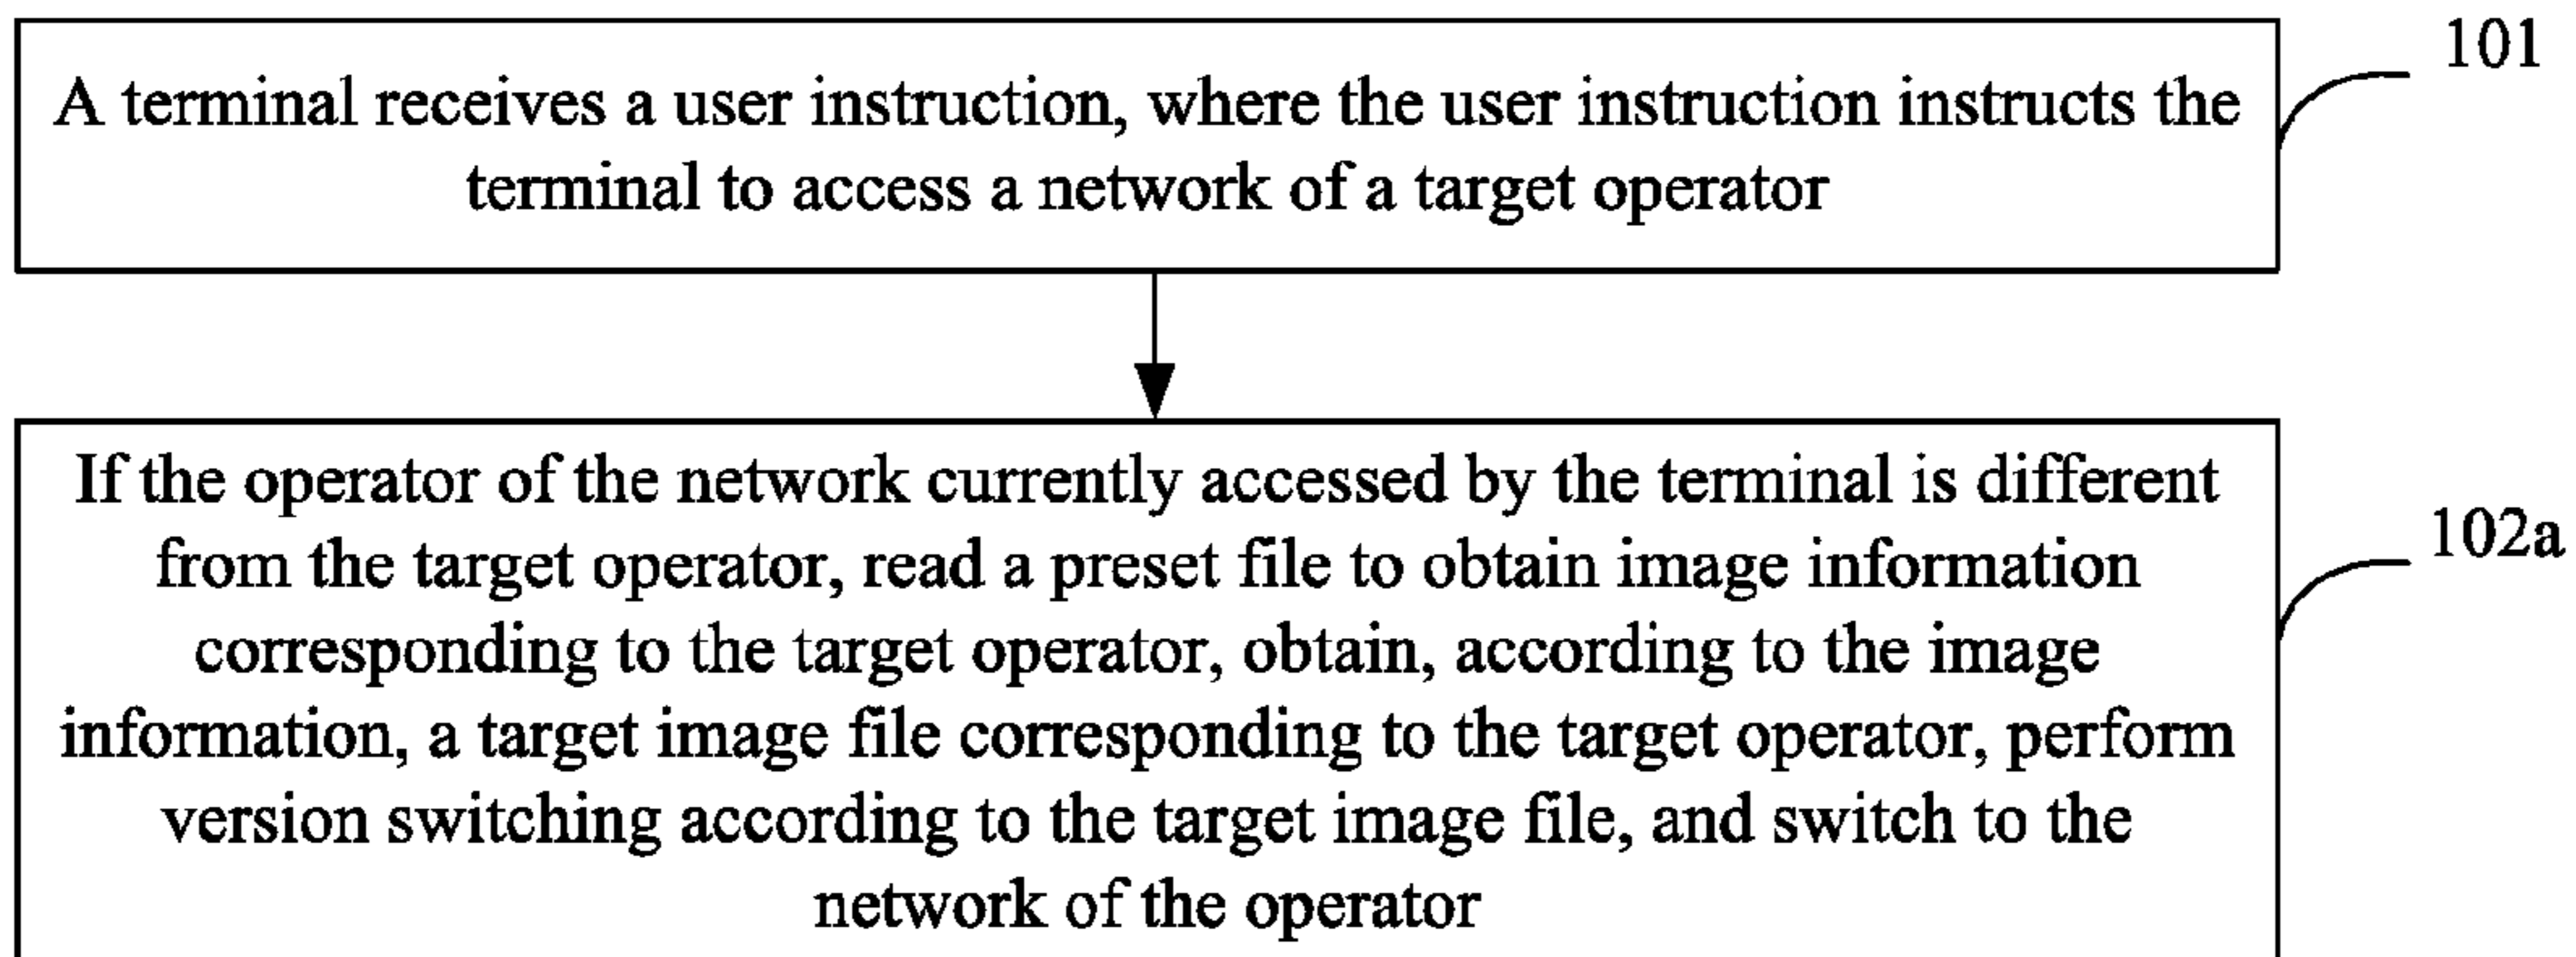 101
A terminal receives a user instruction, where the user instruction instructs the
terminal to access a network of a target operator
If the operator of the network currently accessed by the terminal is different
from the target operator, read a preset file to obtain image information
102a
corresponding to the target operator, obtain, according to the image
information, a target image file corresponding to the target operator, perform
version switching according to the target image file, and switch to the
network of the operator